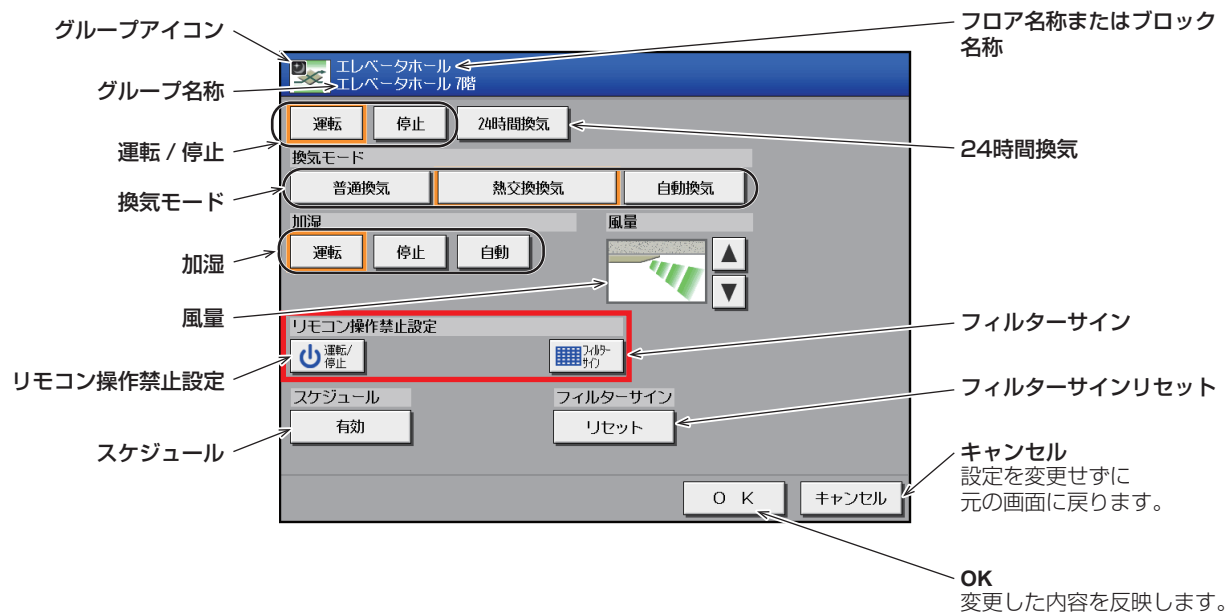 グループアイコン
フロア名称またはブロック
名称
エレベータホール
グループ名称
エレベータホール 7階
運転 停止 24時間換気
運転 / 停止
24時間換気
換気モード
換気モード
普通換気 熱交換換気 自動換気
加湿 風量
加湿
運転 停止 自動
風量
▲
▼
リモコン操作禁止設定
フィルターサイン
運転/
停止
フィルター
サイン
リモコン操作禁止設定
スケジュール フィルターサイン
フィルターサインリセット
有効 リセット
スケジュール
キャンセル
設定を変更せずに
元の画面に戻ります。
OK キャンセル
OK
変更した内容を反映します。